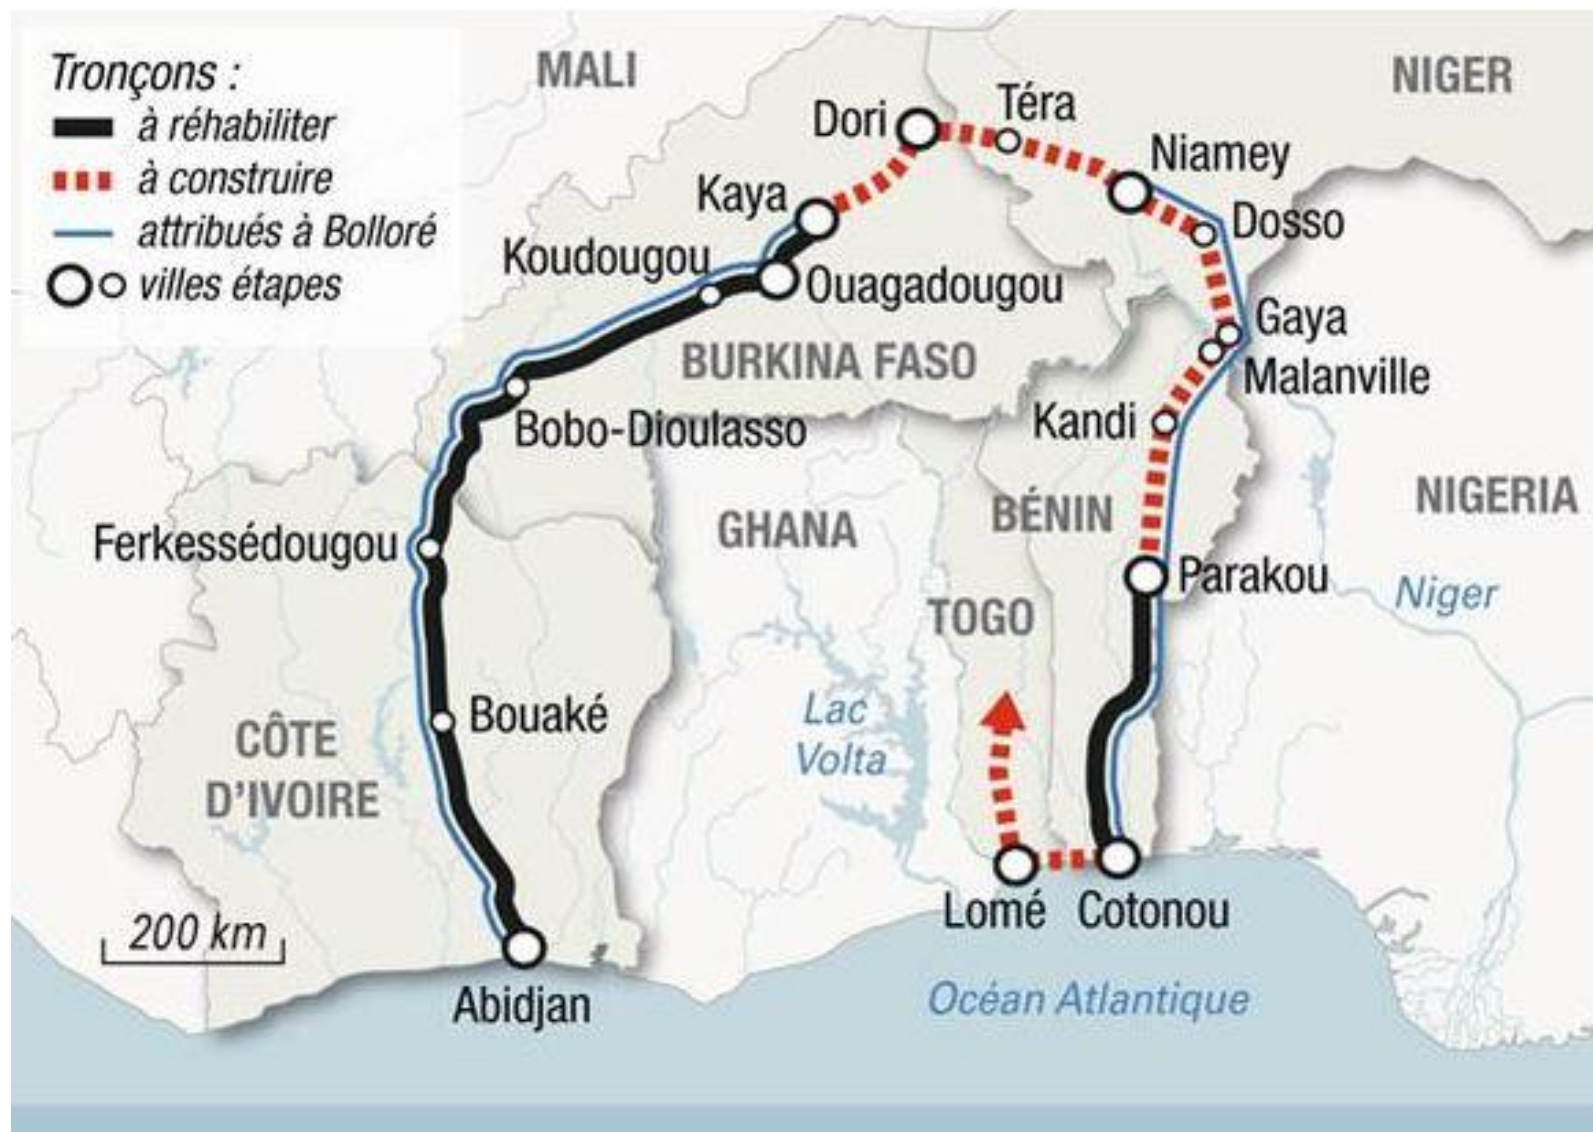 Tronçons :
à réhabiliter
à construire
attribués à Bolloré
villes étapes
MALI
NIGER
Dori
Téra
Niamey
Kaya
Dosso
Koudougou
Ouagadougou
Gaya
BURKINA FASO
Malanville
Kandi
Bobo-Dioulasso
NIGERIA
GHANA
BÉNIN
Ferkessédougou
Parakou
Niger
TOGO
Bouaké
Lac
Volta
CÔTE
D'IVOIRE
200 km
Lomé
Cotonou
Abidjan
Océan Atlantique